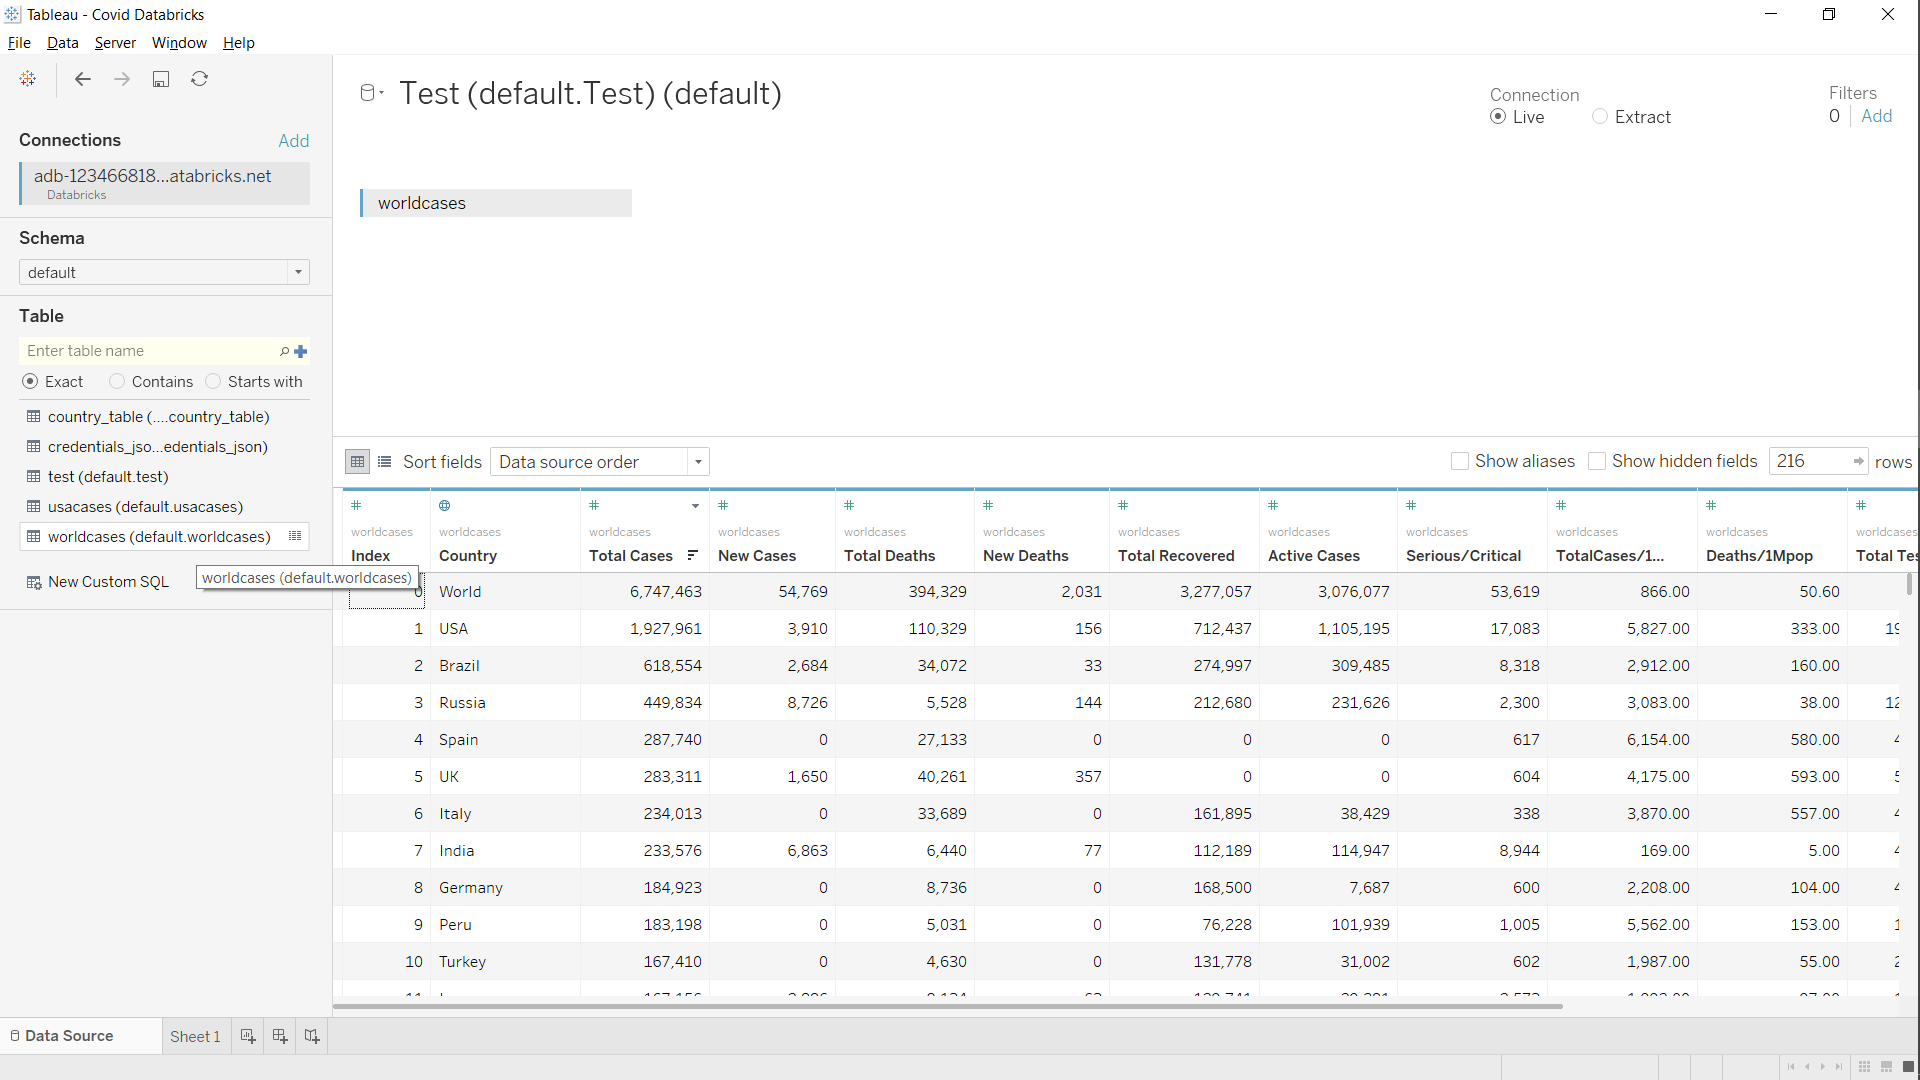 Tableau - Covid Databricks
File Data Server Window Help
Test (default.Test) (default)
Connection
Live Extract
Filters
0 Add
Connections Add
adb-123466818...atabricks.net
Databricks
worldcases
Schema
default
Table
Enter table name
Exact Contains Starts with
country_table (....country_table)
credentials_jso...edentials_json)
test (default.test)
usacases (default.usacases)
worldcases (default.worldcases)
New Custom SQL
worldcases (default.worldcases)
Sort fields Data source order Show aliases Show hidden fields 216 rows
# # # # # # # # # # #
worldcases worldcases worldcases worldcases worldcases worldcases worldcases worldcases worldcases worldcases worldcases worldcases
Index Country Total Cases New Cases Total Deaths New Deaths Total Recovered Active Cases Serious/Critical TotalCases/1... Deaths/1Mpop Total Tes
0 World 6,747,463 54,769 394,329 2,031 3,277,057 3,076,077 53,619 866.00 50.60
1 USA 1,927,961 3,910 110,329 156 712,437 1,105,195 17,083 5,827.00 333.00 19
2 Brazil 618,554 2,684 34,072 33 274,997 309,485 8,318 2,912.00 160.00
3 Russia 449,834 8,726 5,528 144 212,680 231,626 2,300 3,083.00 38.00 12
4 Spain 287,740 0 27,133 0 0 0 617 6,154.00 580.00 4
5 UK 283,311 1,650 40,261 357 0 0 604 4,175.00 593.00 5
6 Italy 234,013 0 33,689 0 161,895 38,429 338 3,870.00 557.00 4
7 India 233,576 6,863 6,440 77 112,189 114,947 8,944 169.00 5.00 4
8 Germany 184,923 0 8,736 0 168,500 7,687 600 2,208.00 104.00 4
9 Peru 183,198 0 5,031 0 76,228 101,939 1,005 5,562.00 153.00 1
10 Turkey 167,410 0 4,630 0 131,778 31,002 602 1,987.00 55.00 2
Data Source Sheet 1